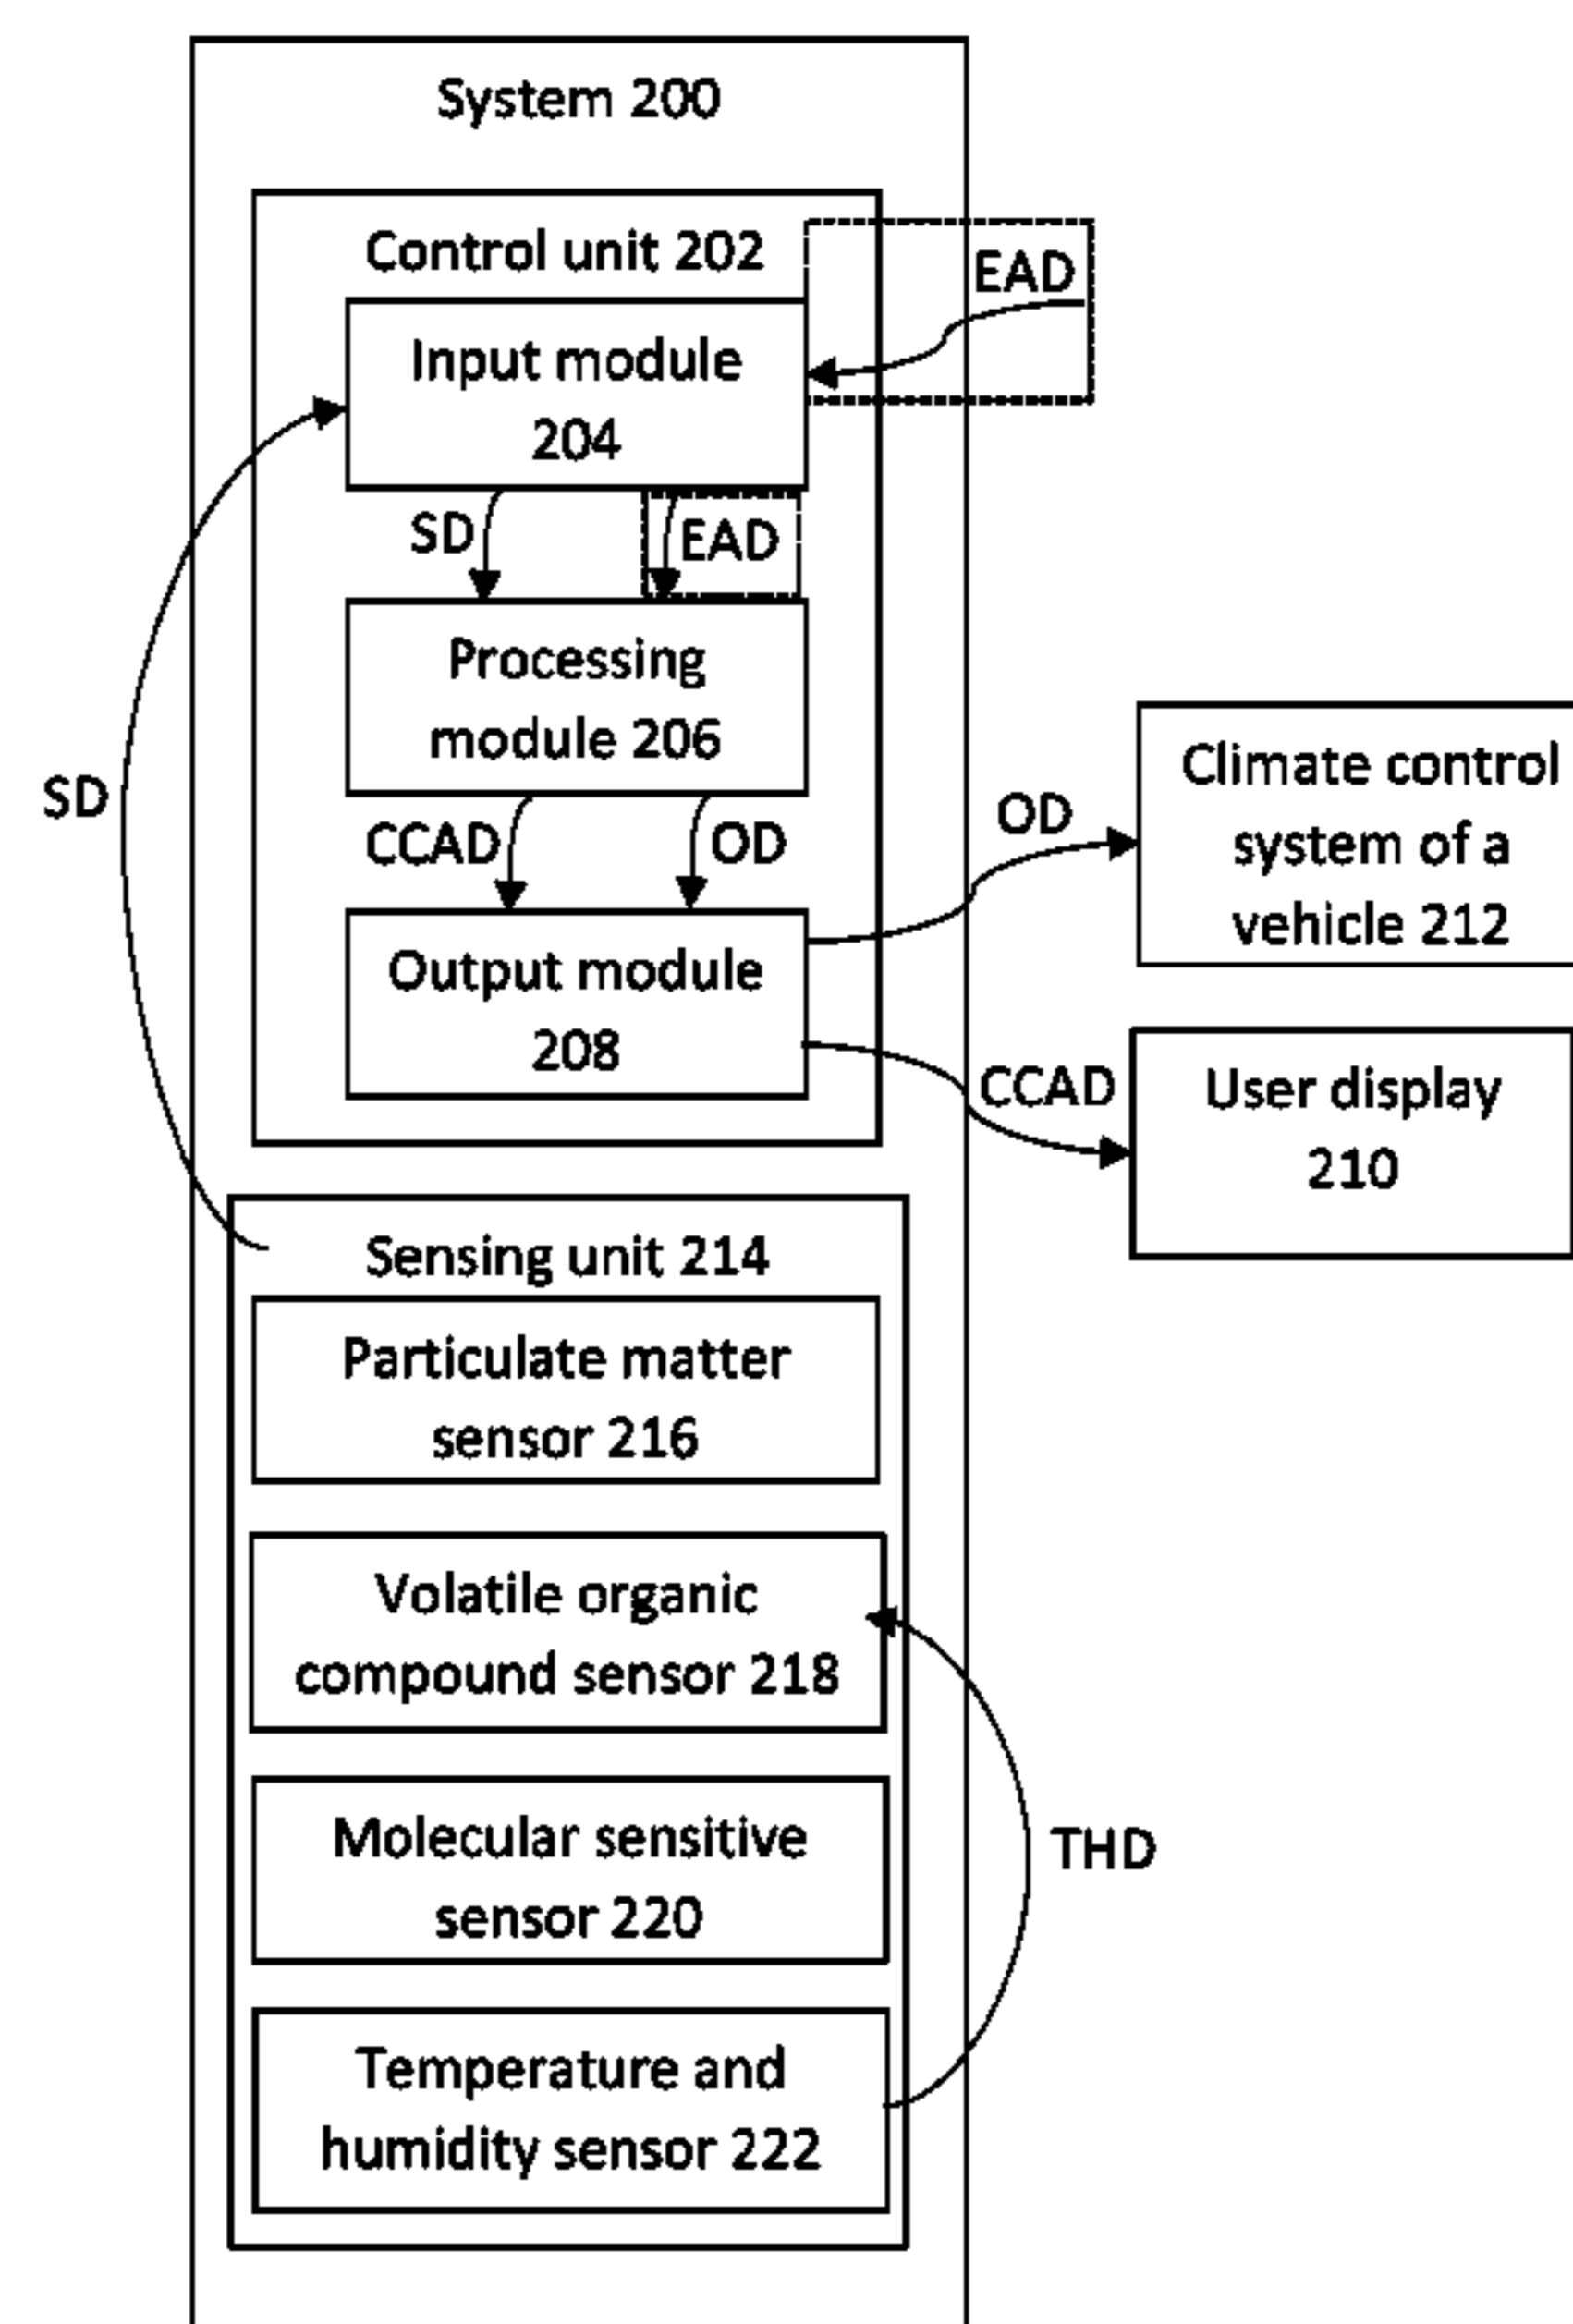 System 200
Control unit 202
EAD
Input module
204
SD
EAD
Processing
module 206
SD
CCAD
OD
Output module
208
OD
Climate control
system of a
vehicle 212
CCAD
User display
210
Sensing unit 214
Particulate matter
sensor 216
Volatile organic
compound sensor 218
Molecular sensitive
sensor 220
THD
Temperature and
humidity sensor 222